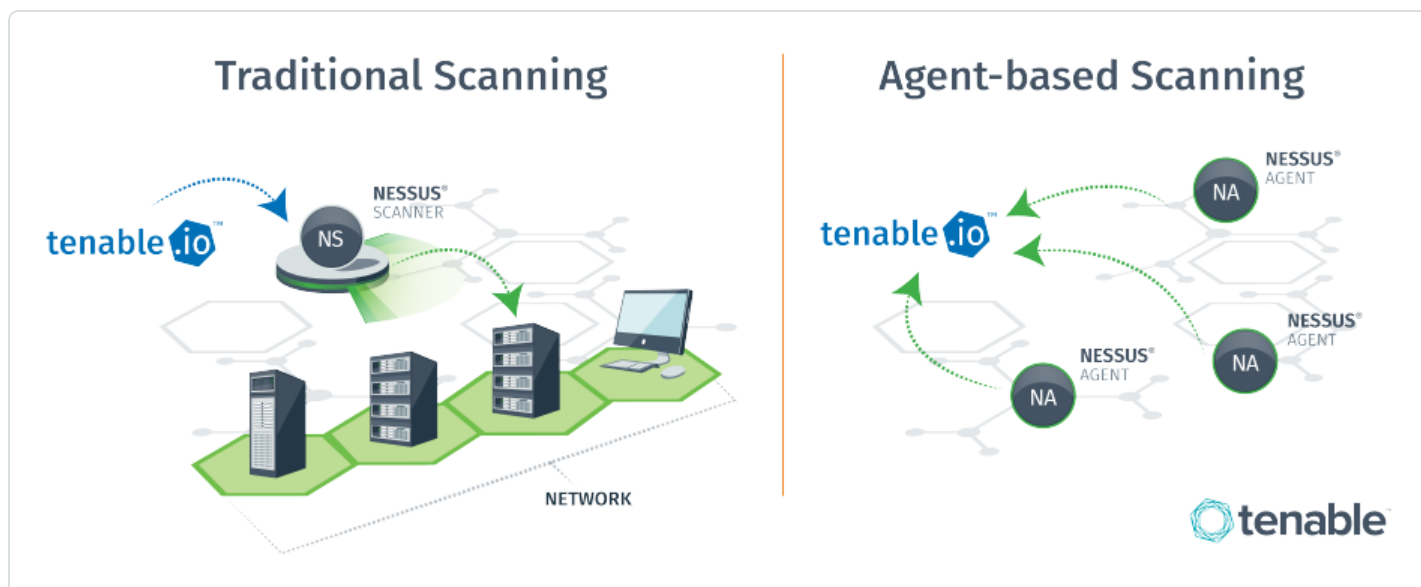 Traditional Scanning
tenable.io™
NESSUS®
SCANNER
NS
NETWORK
Agent-based Scanning
tenable.io™
NESSUS®
AGENT
NA
NESSUS®
AGENT
NA
NESSUS®
AGENT
NA
tenable™